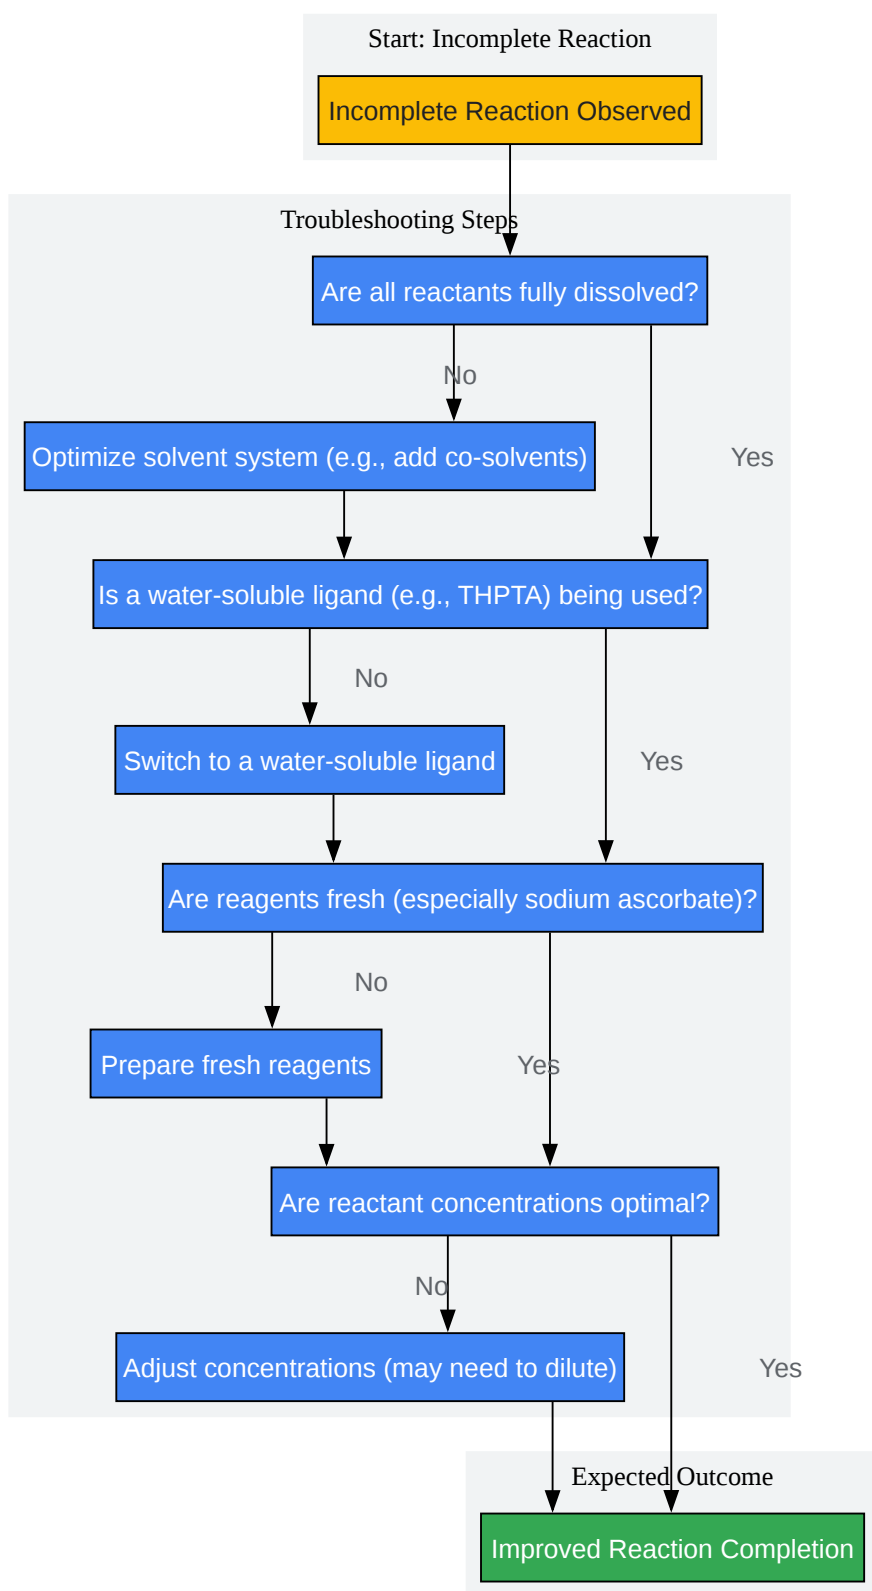 Start: Incomplete Reaction
Incomplete Reaction Observed
Troubleshooting Steps
Are all reactants fully dissolved?
No
Optimize solvent system (e.g., add co-solvents)
Yes
Is a water-soluble ligand (e.g., THPTA) being used?
No
Switch to a water-soluble ligand
Yes
Are reagents fresh (especially sodium ascorbate)?
No
Prepare fresh reagents
Yes
Are reactant concentrations optimal?
No
Adjust concentrations (may need to dilute)
Yes
Expected Outcome
Improved Reaction Completion